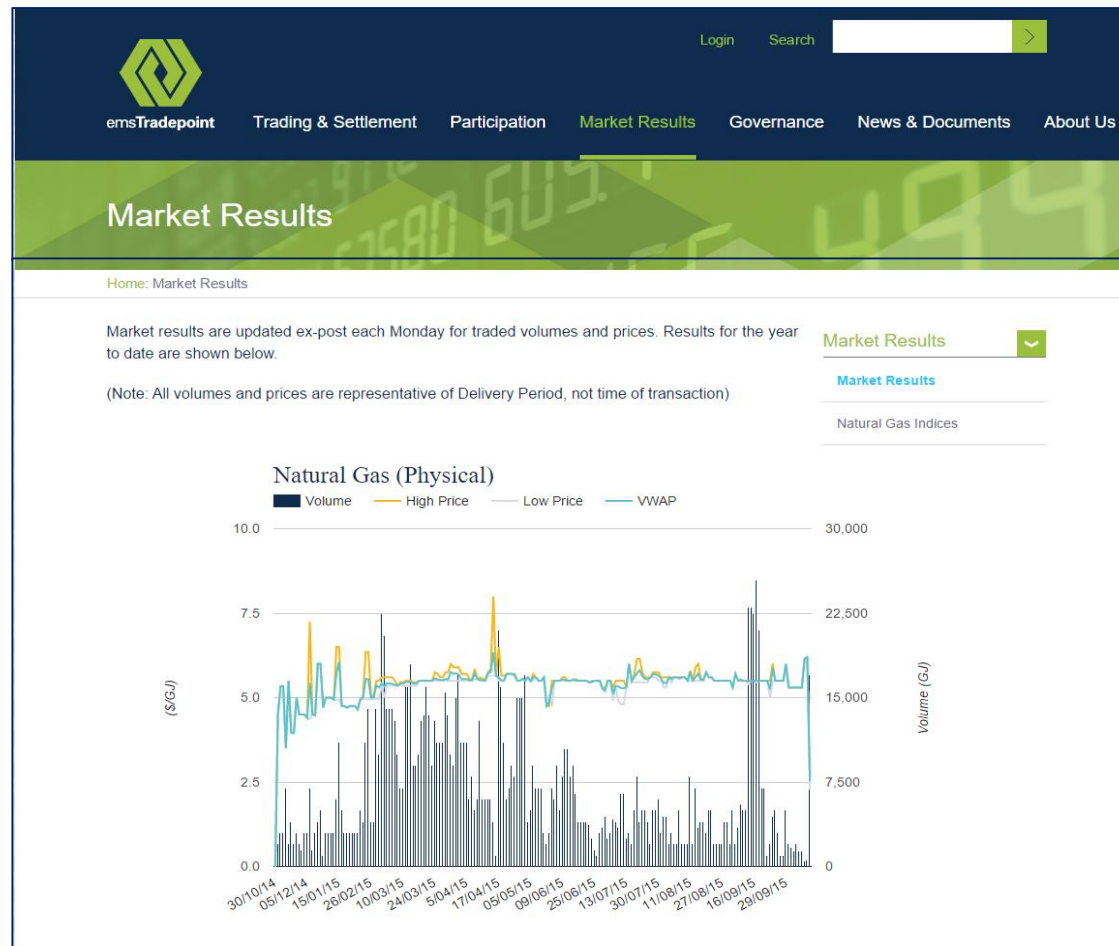 Login Search
emsTradepoint
Trading & Settlement Participation Market Results Governance News & Documents About Us
Market Results
Home: Market Results
Market results are updated ex-post each Monday for traded volumes and prices. Results for the year
to date are shown below.
(Note: All volumes and prices are representative of Delivery Period, not time of transaction)
Market Results
Market Results
Natural Gas Indices
Natural Gas (Physical)
Volume High Price Low Price VWAP
10.0 30,000
7.5 22,500
5.0 15,000
2.5 7,500
0.0 0
($/GJ)
Volume (GJ)
30/10/14 05/12/14 15/01/15 26/02/15 10/03/15 24/03/15 5/04/15 17/04/15 05/05/15 09/06/15 25/06/15 13/07/15 30/07/15 11/08/15 27/08/15 16/09/15 29/09/15